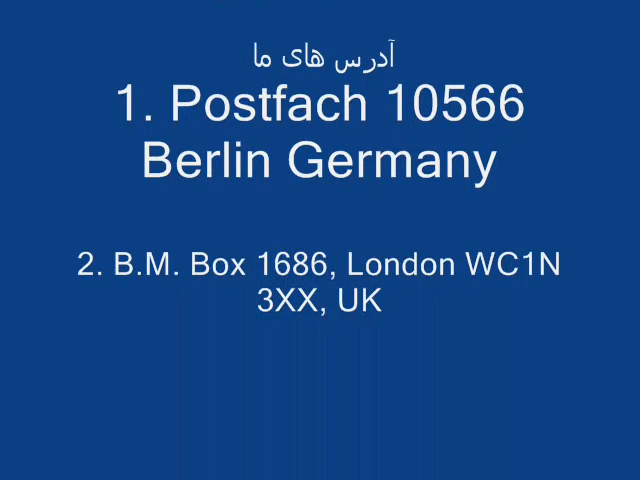 آدرس های ما
1. Postfach 10566
Berlin Germany
2. B.M. Box 1686, London WC1N
3XX, UK